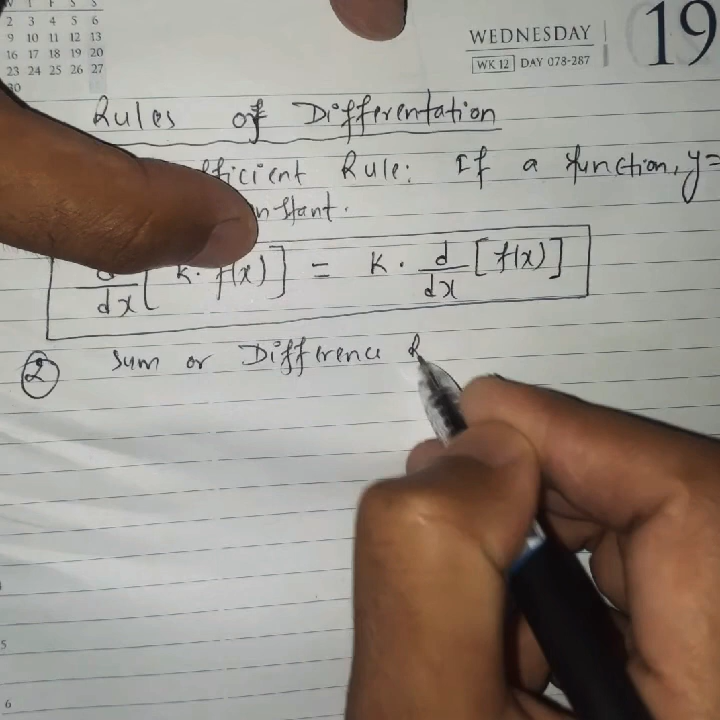 T F S S
2 3 4 5 6
9 10 11 12 13
16 17 18 19 20
23 24 25 26 27
30
WEDNESDAY
19
WK 12 DAY 078-287
Rules of Differentation
fficient Rule: If a function, y=
nstant.
d/dx [ K. f(x) ] = K . d/dx [ f(x) ]
② Sum or Difference R
5
6